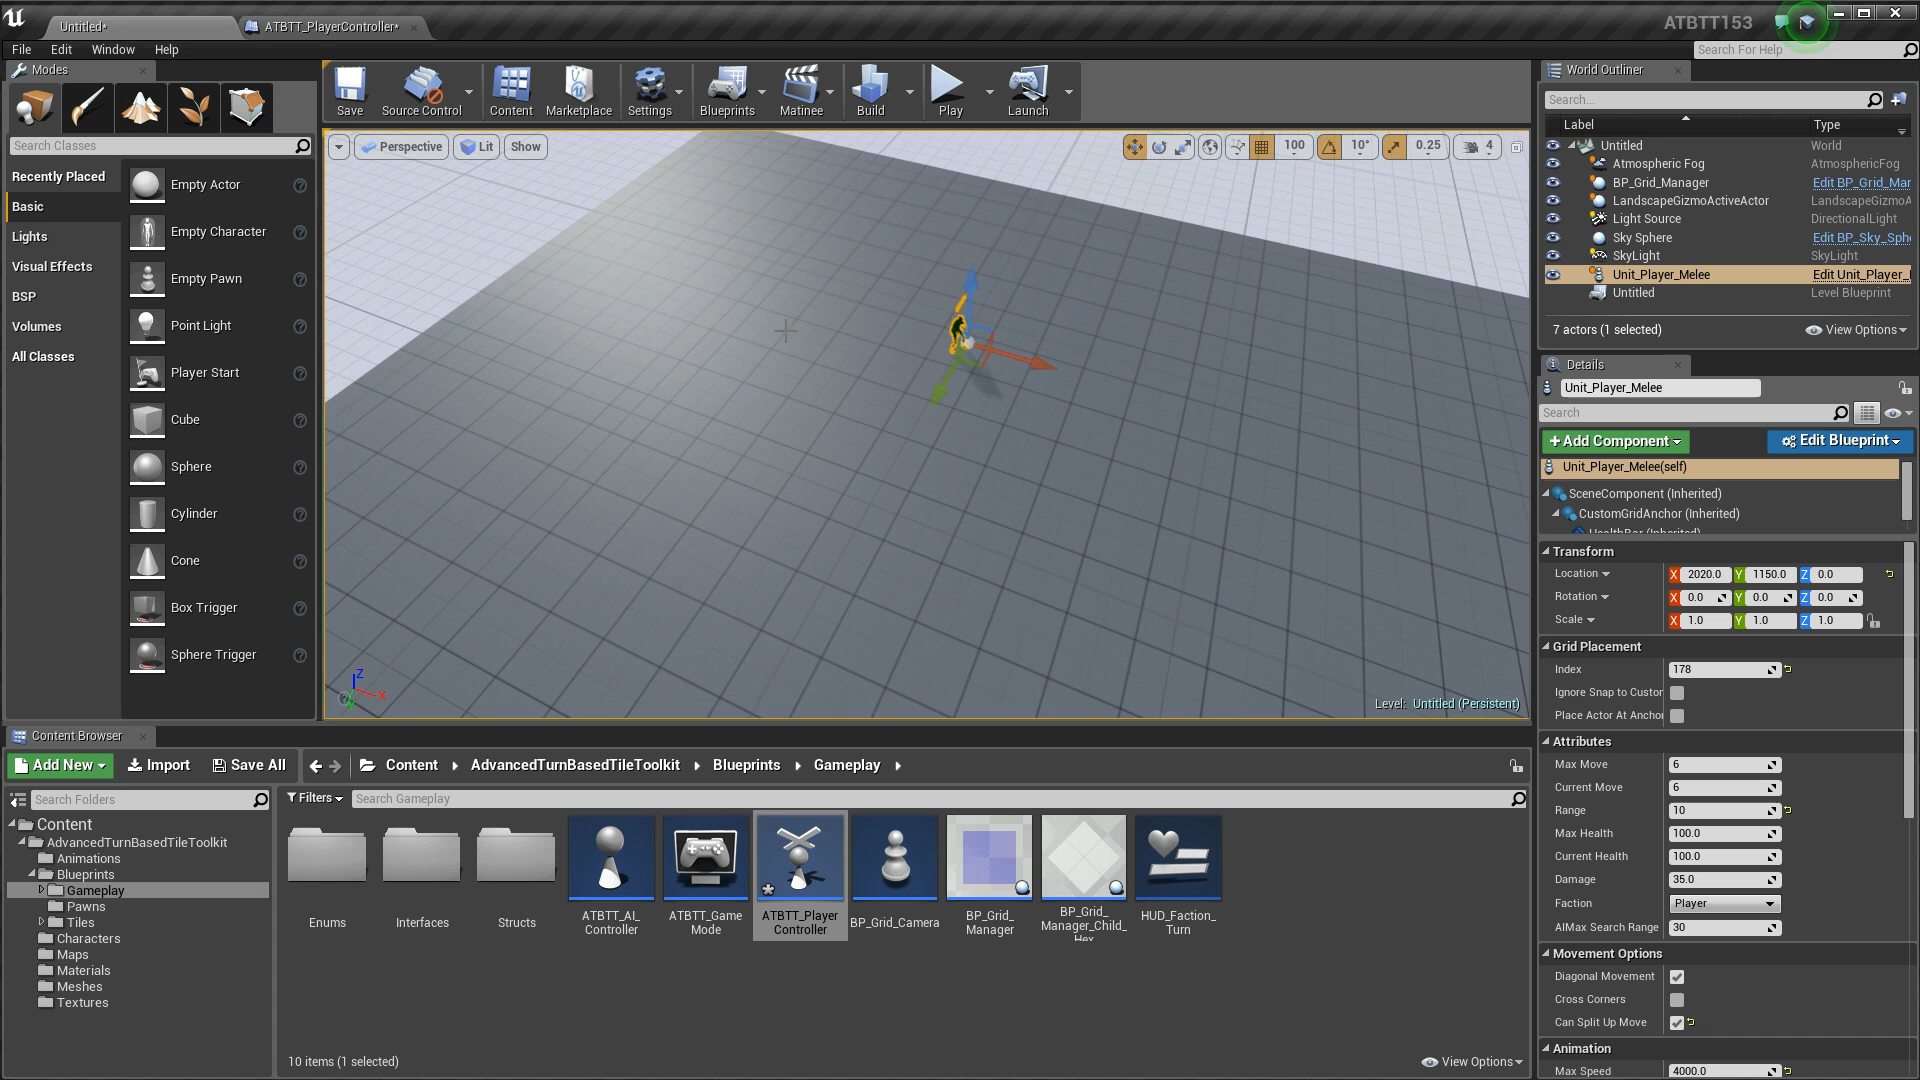 Untitled*
ATBTT_PlayerController*
ATBTT153
File
Edit
Window
Help
Search For Help
Modes
Search Classes
Recently Placed
Basic
Lights
Visual Effects
BSP
Volumes
All Classes
Empty Actor
Empty Character
Empty Pawn
Point Light
Player Start
Cube
Sphere
Cylinder
Cone
Box Trigger
Sphere Trigger
Save
Source Control
Content
Marketplace
Settings
Blueprints
Matinee
Build
Play
Launch
Perspective
Lit
Show
100
10°
0.25
4
Z
X
Y
Level: Untitled (Persistent)
World Outliner
Search...
Label
Type
Untitled World
Atmospheric Fog AtmosphericFog
BP_Grid_Manager Edit BP_Grid_Mar
LandscapeGizmoActiveActor LandscapeGizmoA
Light Source DirectionalLight
Sky Sphere Edit BP_Sky_Sph
SkyLight SkyLight
Unit_Player_Melee Edit Unit_Player_
Untitled Level Blueprint
7 actors (1 selected)
View Options
Details
Unit_Player_Melee
Search
+Add Component
Edit Blueprint
Unit_Player_Melee(self)
SceneComponent (Inherited)
CustomGridAnchor (Inherited)
HealthBar (Inherited)
Transform
Location X 2020.0 Y 1150.0 Z 0.0
Rotation X 0.0 Y 0.0 Z 0.0
Scale X 1.0 Y 1.0 Z 1.0
Grid Placement
Index 178
Ignore Snap to Custor
Place Actor At Anchor
Attributes
Max Move 6
Current Move 6
Range 10
Max Health 100.0
Current Health 100.0
Damage 35.0
Faction Player
AIMax Search Range 30
Movement Options
Diagonal Movement
Cross Corners
Can Split Up Move
Animation
Max Speed 4000.0
Content Browser
Add New
Import
Save All
Content
AdvancedTurnBasedTileToolkit
Blueprints
Gameplay
Search Folders
Filters
Search Gameplay
Content
AdvancedTurnBasedTileToolkit
Animations
Blueprints
Gameplay
Pawns
Tiles
Characters
Maps
Materials
Meshes
Textures
Enums
Interfaces
Structs
ATBTT_AI_
Controller
ATBTT_Game
Mode
ATBTT_Player
Controller
BP_Grid_Camera
BP_Grid_
Manager
BP_Grid_
Manager_Child_
Hex
HUD_Faction_
Turn
10 items (1 selected)
View Options